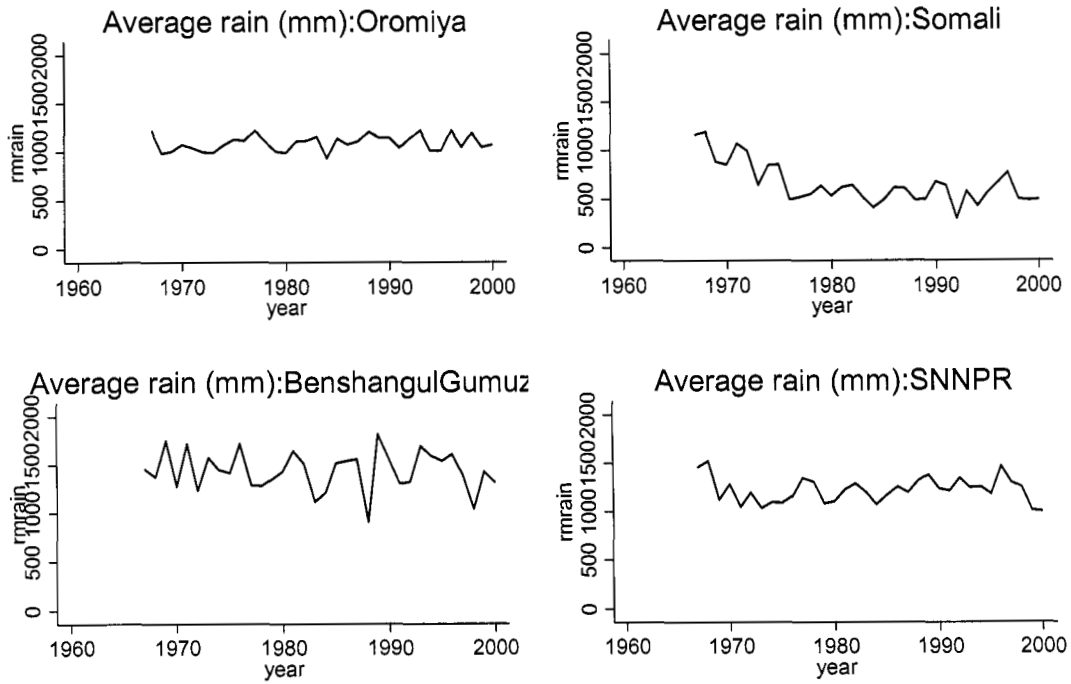 Average rain (mm):Oromiya
rmrain
0 500 1000 1500 2000
1960 1970 1980 1990 2000
year
Average rain (mm):Somali
rmrain
0 500 1000 1500 2000
1960 1970 1980 1990 2000
year
Average rain (mm):BenshangulGumuz
rmrain
0 500 1000 1500 2000
1960 1970 1980 1990 2000
year
Average rain (mm):SNNPR
rmrain
0 500 1000 1500 2000
1960 1970 1980 1990 2000
year